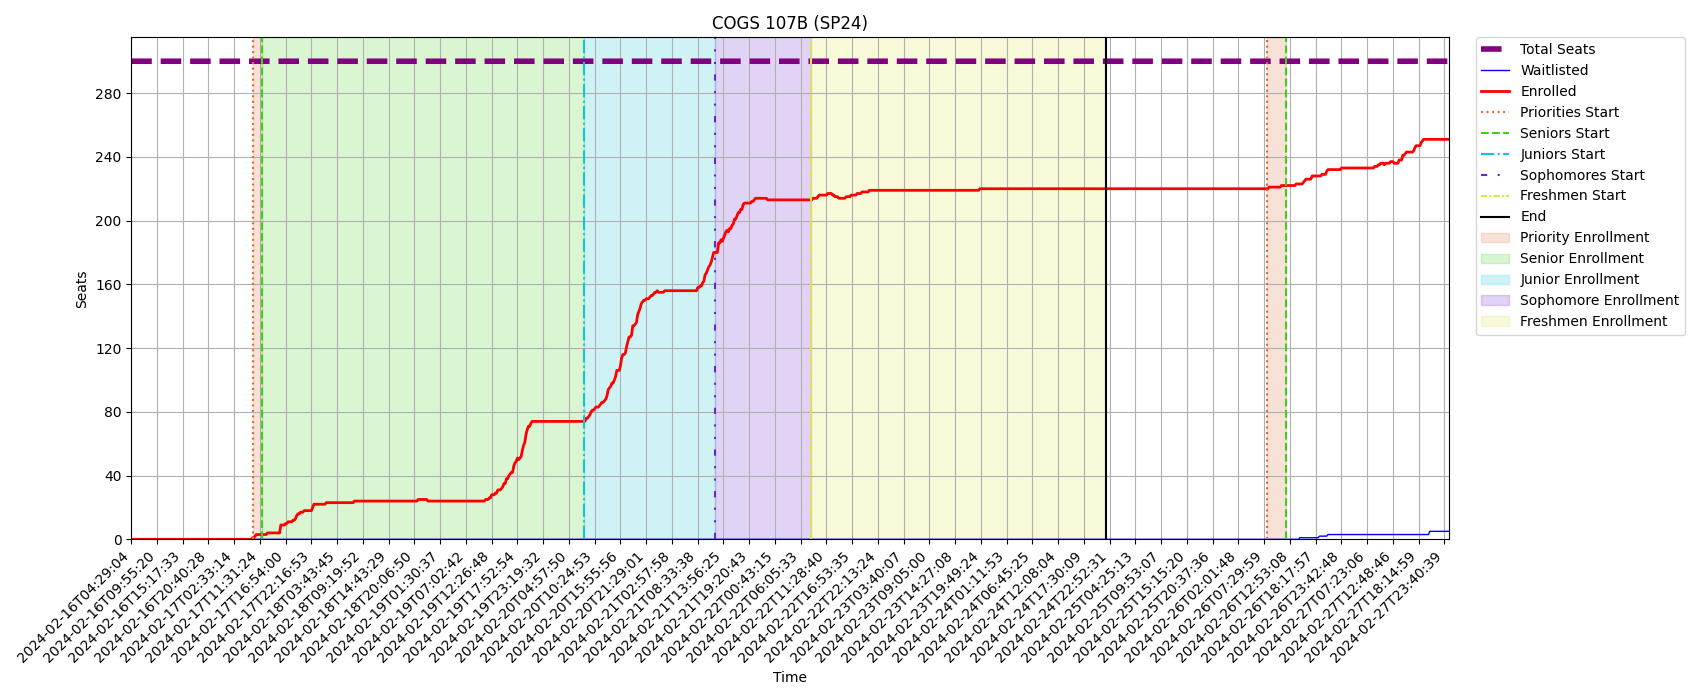 COGS 107B (SP24)
Seats
280
240
200
160
120
80
40
0
2024-02-16T04:29:04
2024-02-16T09:55:20
2024-02-16T15:17:33
2024-02-16T20:40:28
2024-02-17T02:33:14
2024-02-17T11:31:24
2024-02-17T16:54:00
2024-02-17T22:16:53
2024-02-18T03:43:45
2024-02-18T09:19:52
2024-02-18T14:43:29
2024-02-18T20:06:50
2024-02-19T01:30:37
2024-02-19T07:02:42
2024-02-19T12:26:48
2024-02-19T17:52:54
2024-02-19T23:19:32
2024-02-20T04:57:50
2024-02-20T10:24:53
2024-02-20T15:55:56
2024-02-20T21:29:01
2024-02-21T02:57:58
2024-02-21T08:33:38
2024-02-21T13:56:25
2024-02-21T19:20:43
2024-02-22T00:43:15
2024-02-22T06:05:33
2024-02-22T11:28:40
2024-02-22T16:53:35
2024-02-22T22:13:24
2024-02-23T03:40:07
2024-02-23T09:05:00
2024-02-23T14:27:08
2024-02-23T19:49:24
2024-02-24T01:11:53
2024-02-24T06:45:25
2024-02-24T12:08:04
2024-02-24T17:30:09
2024-02-24T22:52:31
2024-02-25T04:25:13
2024-02-25T09:53:07
2024-02-25T15:15:20
2024-02-25T20:37:36
2024-02-26T02:01:48
2024-02-26T07:29:59
2024-02-26T12:53:08
2024-02-26T18:17:57
2024-02-26T23:42:48
2024-02-27T07:23:06
2024-02-27T12:48:46
2024-02-27T18:14:59
2024-02-27T23:40:39
Time
Total Seats
Waitlisted
Enrolled
Priorities Start
Seniors Start
Juniors Start
Sophomores Start
Freshmen Start
End
Priority Enrollment
Senior Enrollment
Junior Enrollment
Sophomore Enrollment
Freshmen Enrollment